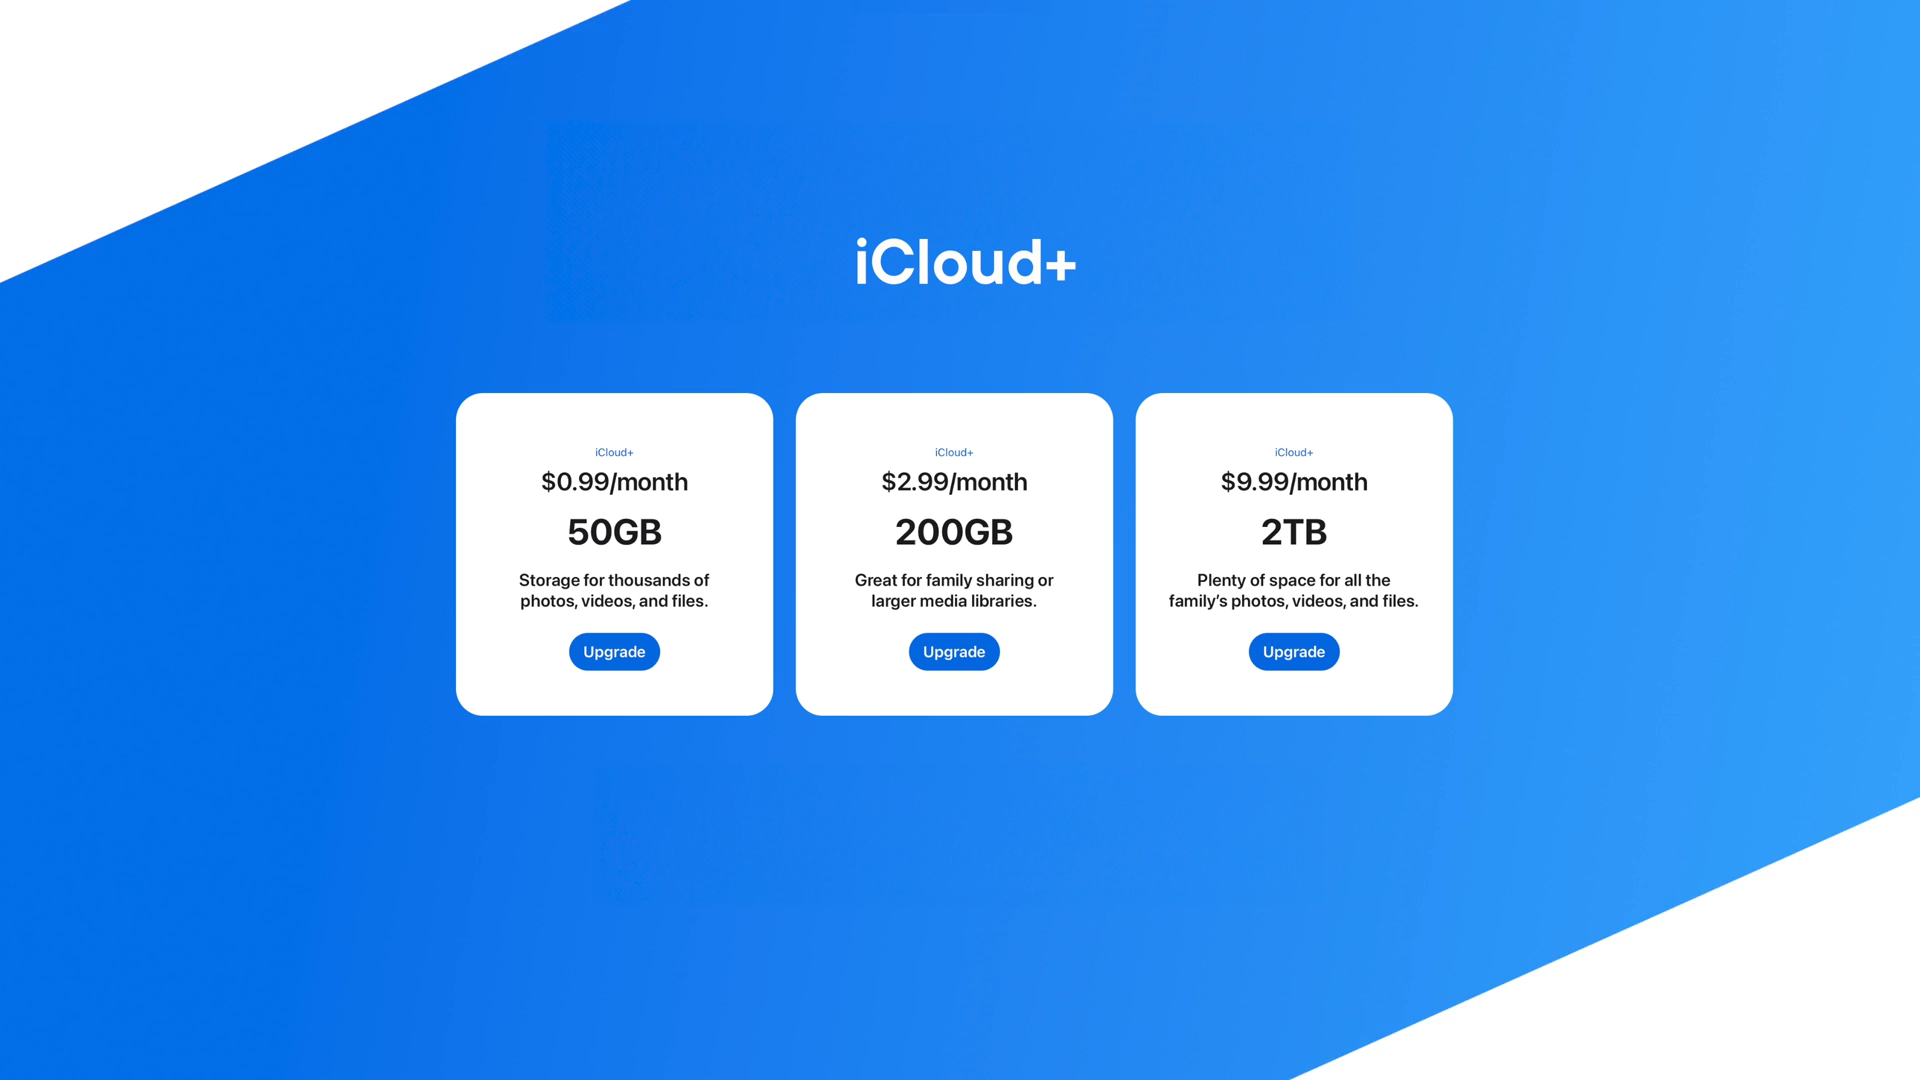 iCloud+
iCloud+
$0.99/month
50GB
Storage for thousands of
photos, videos, and files.
Upgrade
iCloud+
$2.99/month
200GB
Great for family sharing or
larger media libraries.
Upgrade
iCloud+
$9.99/month
2TB
Plenty of space for all the
family’s photos, videos, and files.
Upgrade